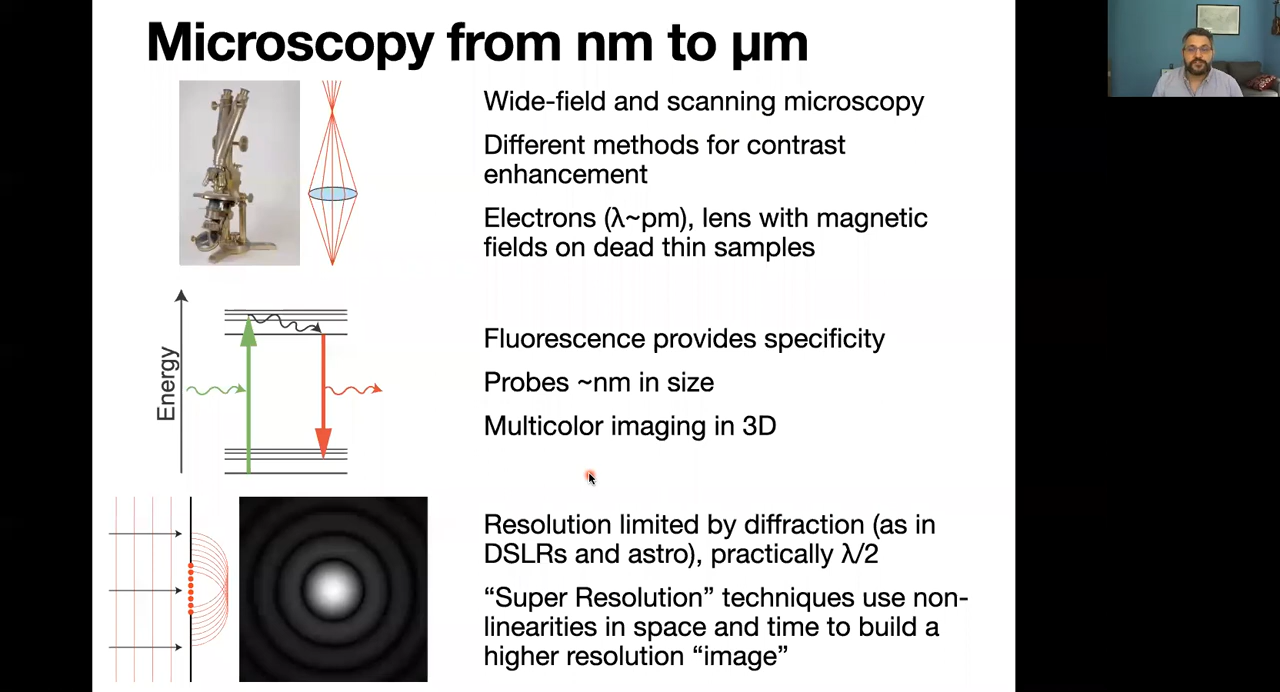 Microscopy from nm to µm
Wide-field and scanning microscopy
Different methods for contrast
enhancement
Electrons (λ~pm), lens with magnetic
fields on dead thin samples
Energy
Fluorescence provides specificity
Probes ~nm in size
Multicolor imaging in 3D
Resolution limited by diffraction (as in
DSLRs and astro), practically λ/2
“Super Resolution” techniques use non-
linearities in space and time to build a
higher resolution “image”